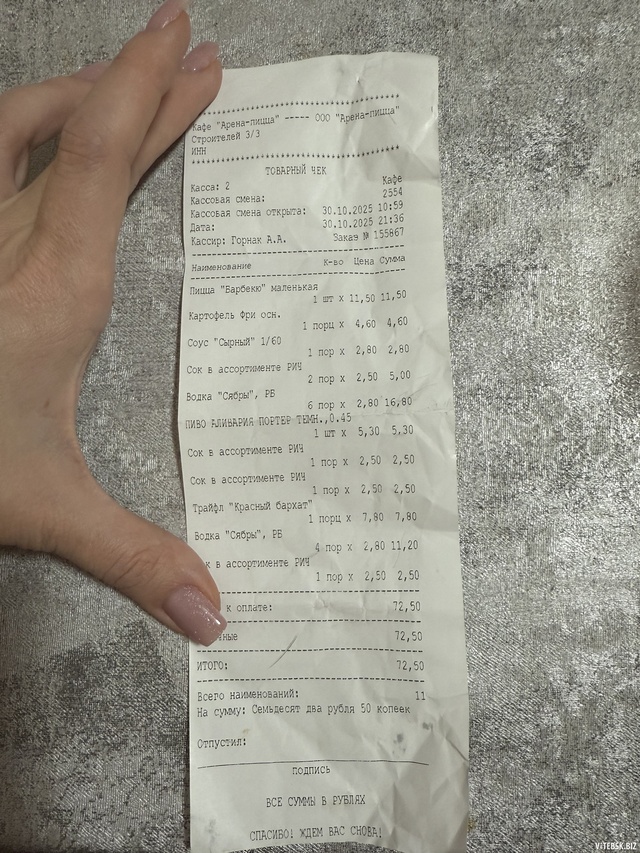 ****************************************
Кафе "Арена-пицца" ----- ООО "Арена-пицца"
Строителей 3/3
ИНН
****************************************
ТОВАРНЫЙ ЧЕК
Касса: 2 Кафе
Кассовая смена: 2554
Кассовая смена открыта: 30.10.2025 10:59
Дата: 30.10.2025 21:36
Кассир: Горнак А.А. Заказ № 155867
Наименование К-во Цена Сумма
Пицца "Барбекю" маленькая
1 шт x 11,50 11,50
Картофель Фри осн.
1 порц x 4,60 4,60
Соус "Сырный" 1/60
1 пор x 2,80 2,80
Сок в ассортименте РИЧ
2 пор x 2,50 5,00
Водка "Сябры", РБ
6 пор x 2,80 16,80
ПИВО АЛИВАРИЯ ПОРТЕР ТЕМН.,0.45
1 шт x 5,30 5,30
Сок в ассортименте РИЧ
1 пор x 2,50 2,50
Сок в ассортименте РИЧ
1 пор x 2,50 2,50
Трайфл "Красный бархат"
1 порц x 7,80 7,80
Водка "Сябры", РБ
4 пор x 2,80 11,20
к в ассортименте РИЧ
1 пор x 2,50 2,50
к оплате: 72,50
ные 72,50
ИТОГО: 72,50
Всего наименований: 11
На сумму: Семьдесят два рубля 50 копеек
Отпустил:
подпись
ВСЕ СУММЫ В РУБЛЯХ
СПАСИБО! ЖДЕМ ВАС СНОВА!
ViTEBSK.BIZ